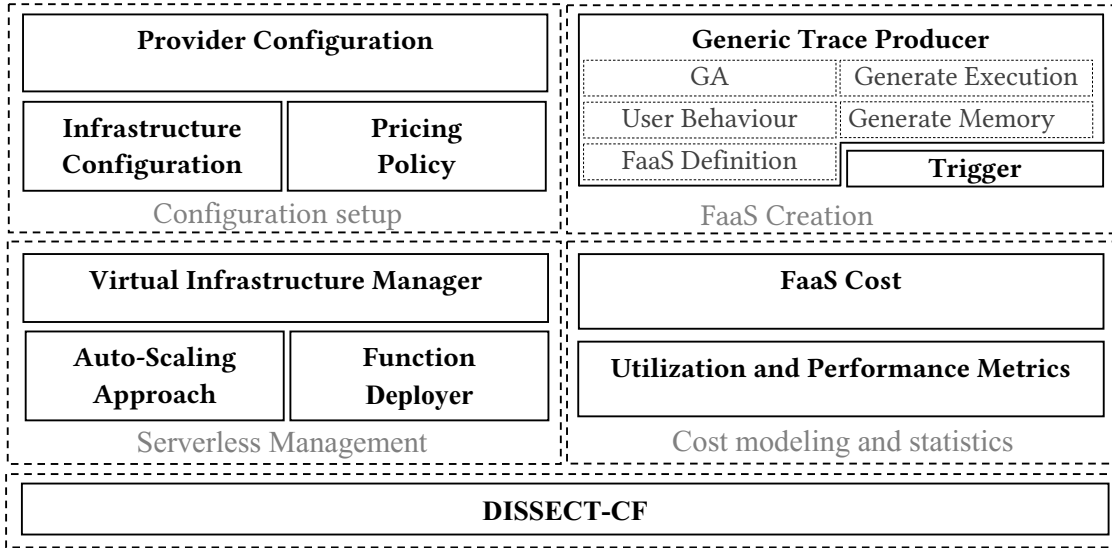 Provider Configuration
Infrastructure
Configuration
Pricing
Policy
Configuration setup
Generic Trace Producer
GA
Generate Execution
User Behaviour
Generate Memory
FaaS Definition
Trigger
FaaS Creation
Virtual Infrastructure Manager
Auto-Scaling
Approach
Function
Deployer
Serverless Management
FaaS Cost
Utilization and Performance Metrics
Cost modeling and statistics
DISSECT-CF